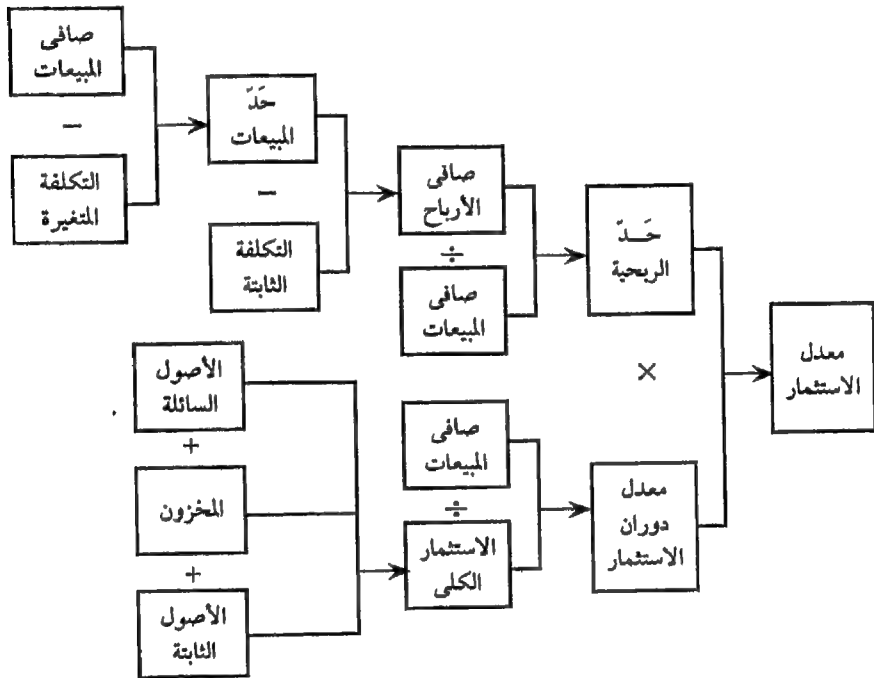 صافى
المبيعات
−
التكلفة
المتغيرة
حَدّ
المبيعات
−
التكلفة
الثابتة
صافى
الأرباح
÷
صافى
المبيعات
حَــدّ
الربحية
×
معدل
الاستثمار
الأصول
السائلة
+
المخزون
+
الأصول
الثابتة
صافى
المبيعات
÷
الاستثمار
الكلى
معدل
دوران
الاستثمار